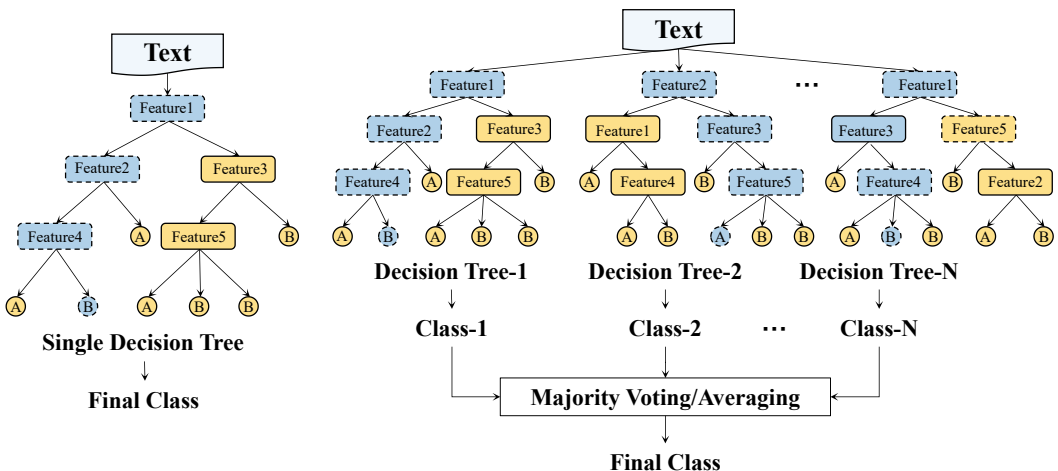 Text
Feature1
Feature2 Feature3
Feature4 A Feature5 B
A B A B B
Single Decision Tree
Final Class
Text
Feature1 Feature2 ... Feature1
Feature2 Feature3 Feature1 Feature3 Feature3 Feature5
Feature4 A Feature5 B A Feature4 B Feature5 A Feature4 B Feature2
A B A B B A B A B B A B B A B
Decision Tree-1 Decision Tree-2 Decision Tree-N
Class-1 Class-2 ... Class-N
Majority Voting/Averaging
Final Class